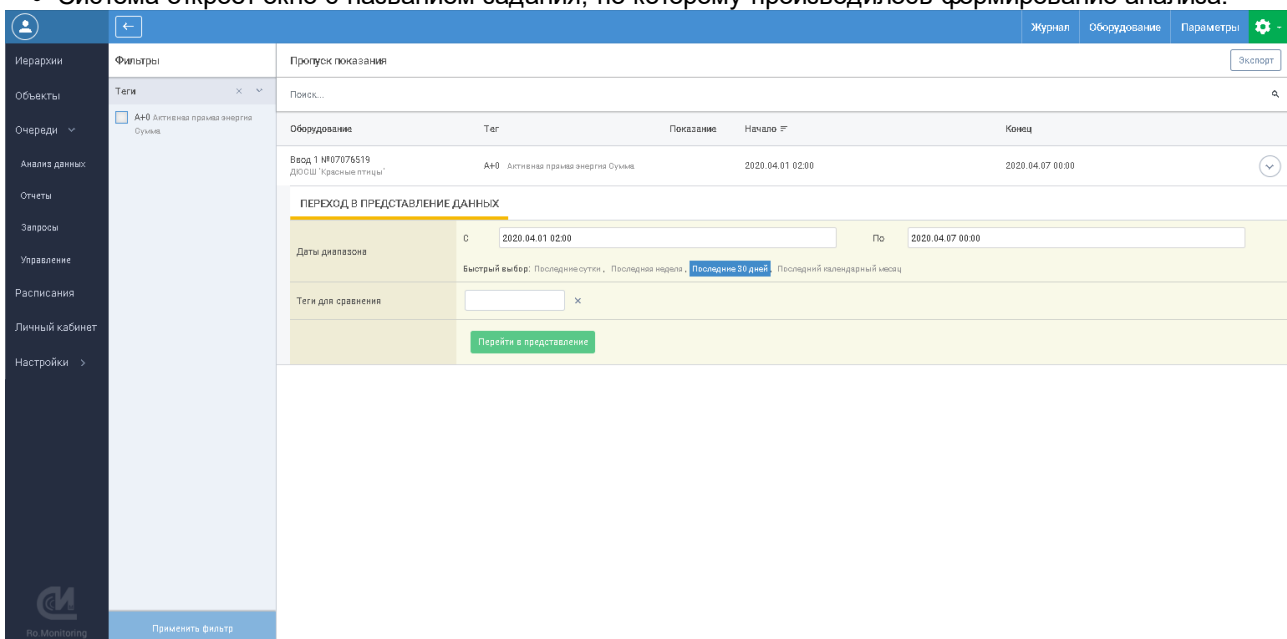 Система откроет окно с названием задания, по которому производилось формирование анализа.
Журнал Оборудование Параметры
Иерархии
Объекты
Очереди
Анализ данных
Отчеты
Запросы
Управление
Расписания
Личный кабинет
Настройки
Ro.Monitoring
Фильтры
Теги
A+0 Активная прямая энергия
Сумма
Применить фильтр
Пропуск показания Экспорт
Поиск...
Оборудование Тег Показание Начало Конец
Ввод 1 №07076519
ДЮСШ "Красные птицы"
A+0 Активная прямая энергия Сумма 2020.04.01 02:00 2020.04.07 00:00
ПЕРЕХОД В ПРЕДСТАВЛЕНИЕ ДАННЫХ
Даты диапазона С 2020.04.01 02:00 По 2020.04.07 00:00
Быстрый выбор: Последние сутки, Последняя неделя, Последние 30 дней, Последний календарный месяц
Теги для сравнения
Перейти в представление